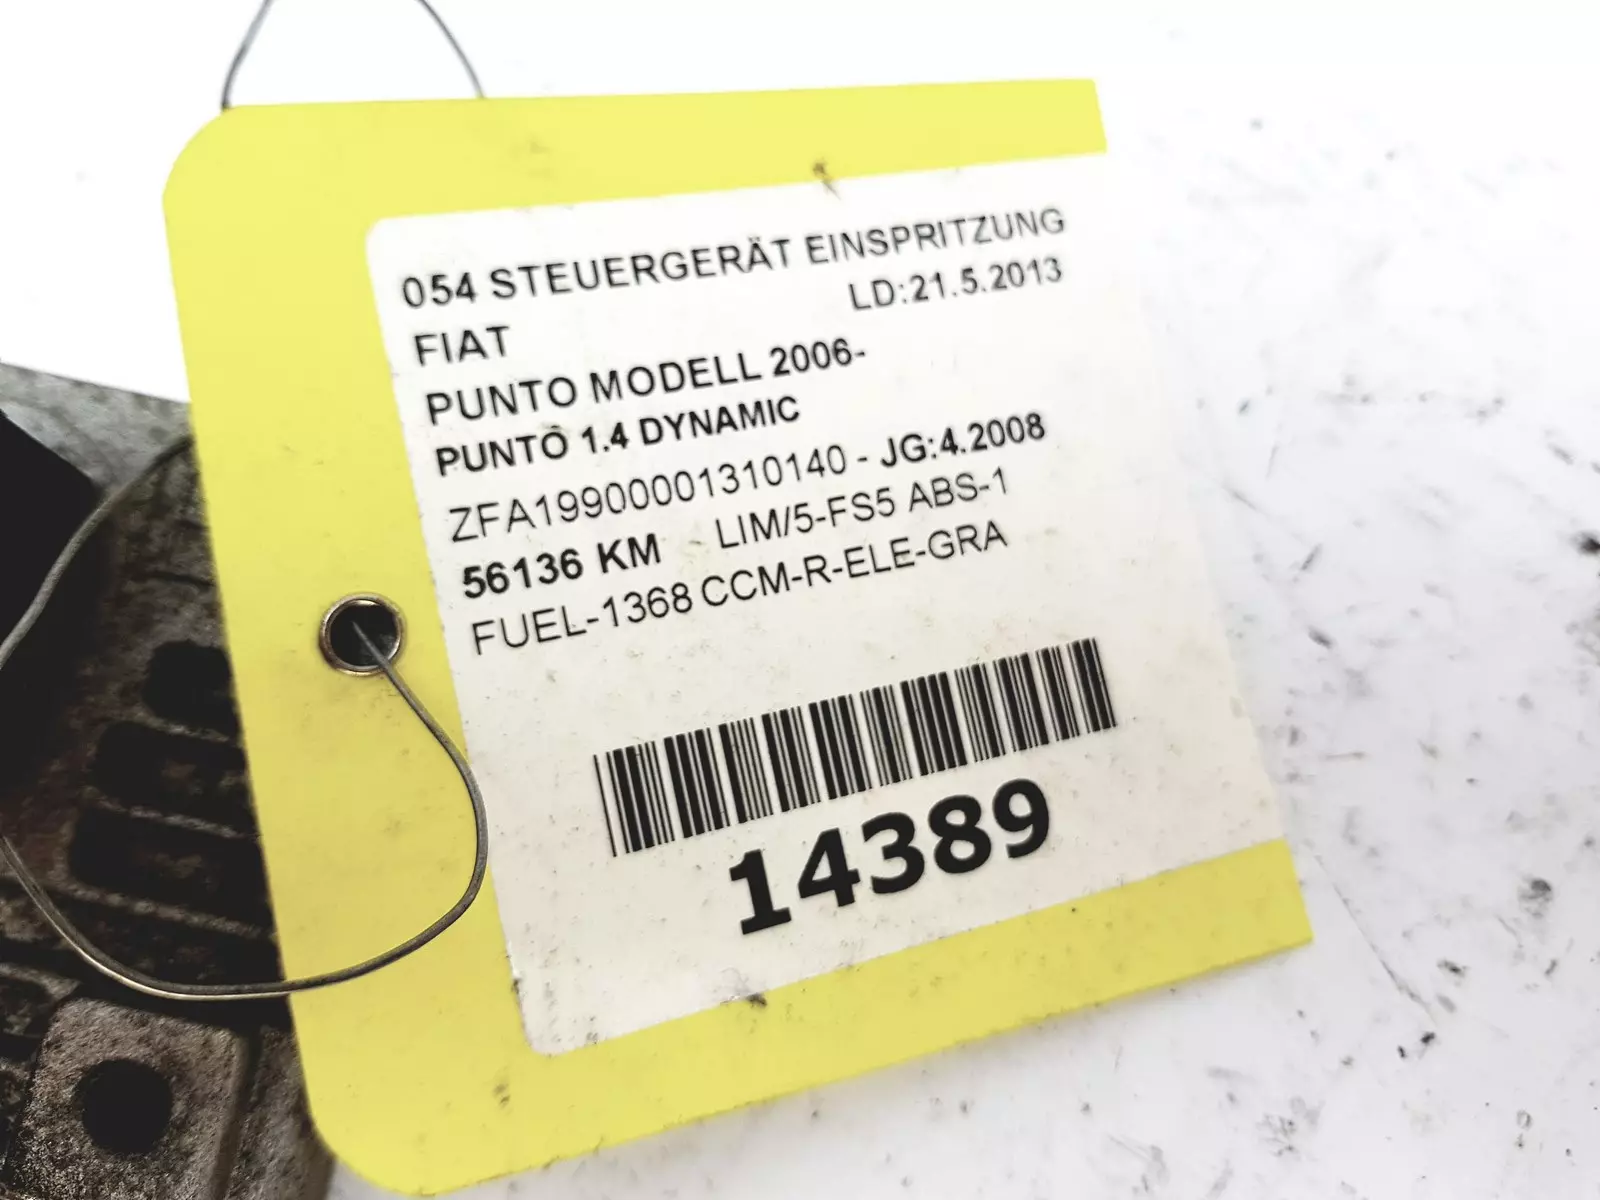 054 STEUERGERÄT EINSPRITZUNG
LD:21.5.2013
FIAT
PUNTO MODELL 2006-
PUNTO 1.4 DYNAMIC
ZFA19900001310140 - JG:4.2008
56136 KM LIM/5-FS5 ABS-1
FUEL-1368 CCM-R-ELE-GRA
14389